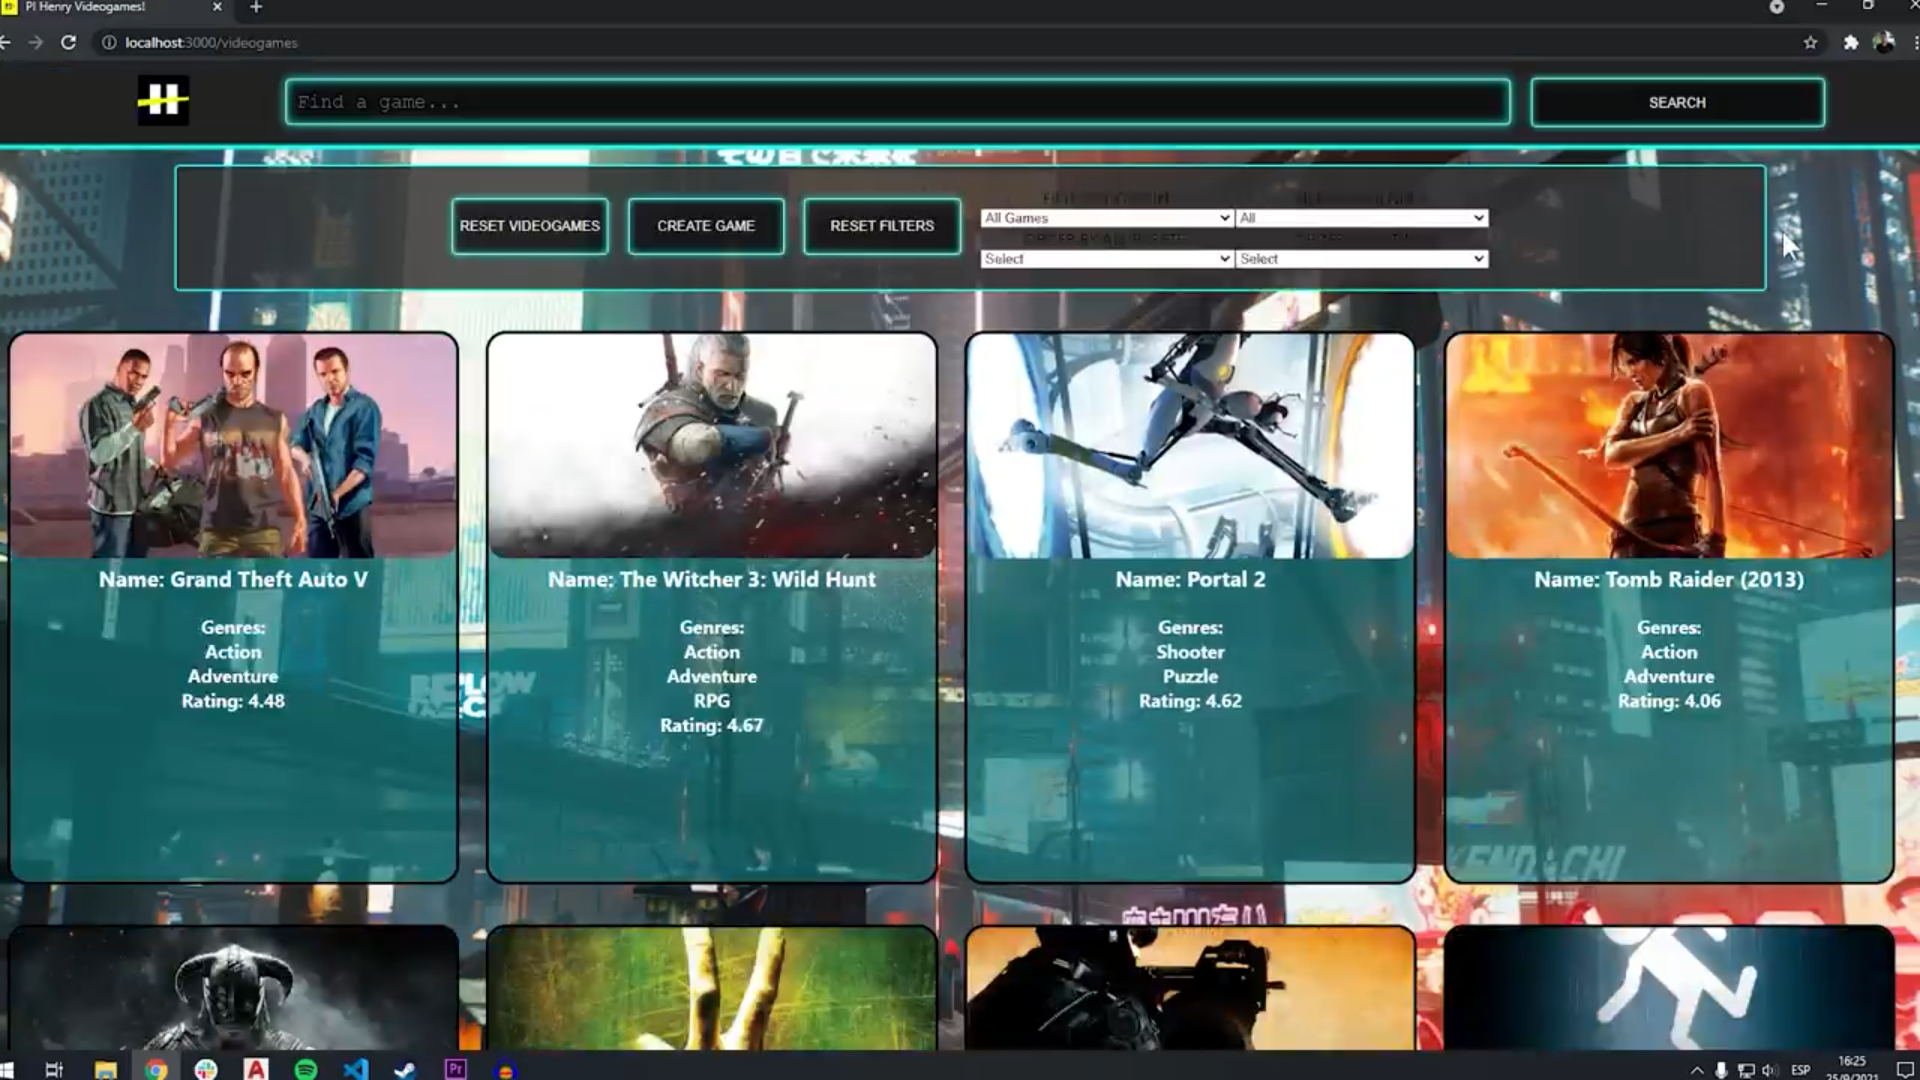 PI Henry Videogames!
localhost:3000/videogames
Find a game...
SEARCH
RESET VIDEOGAMES
CREATE GAME
RESET FILTERS
All Games
All
Select
Select
Name: Grand Theft Auto V
Genres:
Action
Adventure
Rating: 4.48
Name: The Witcher 3: Wild Hunt
Genres:
Action
Adventure
RPG
Rating: 4.67
Name: Portal 2
Genres:
Shooter
Puzzle
Rating: 4.62
Name: Tomb Raider (2013)
Genres:
Action
Adventure
Rating: 4.06
ESP
16:25
25/9/2021